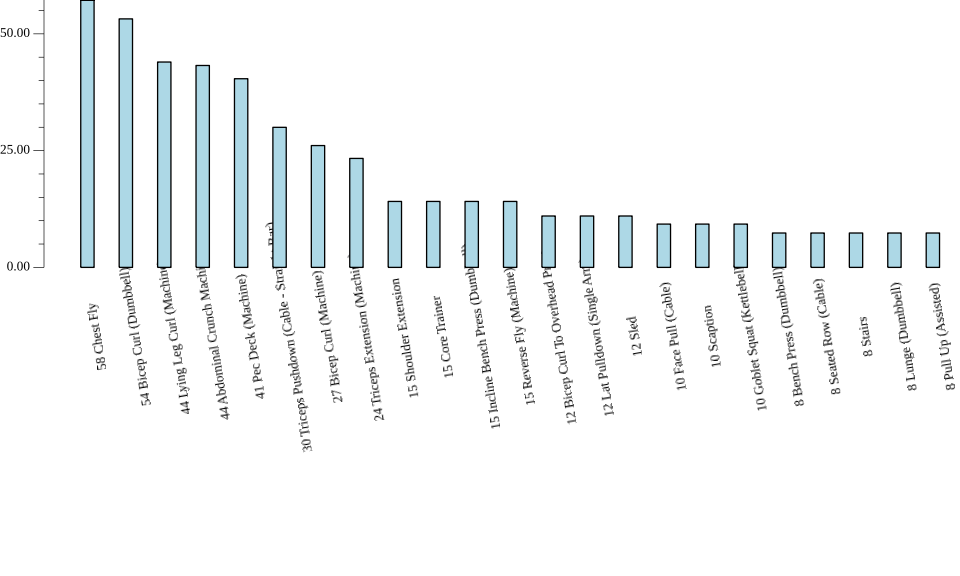 50.00
25.00
0.00
58 Chest Fly
54 Bicep Curl (Dumbbell)
44 Lying Leg Curl (Machine
44 Abdominal Crunch Machi
41 Pec Deck (Machine)
30 Triceps Pushdown (Cable - Stra Bar)
27 Bicep Curl (Machine)
24 Triceps Extension (Machin
15 Shoulder Extension
15 Core Trainer
15 Incline Bench Press (Dumb
15 Reverse Fly (Machine)
12 Bicep Curl To Overhead Pr
12 Lat Pulldown (Single Arm
12 Sled
10 Face Pull (Cable)
10 Scaption
10 Goblet Squat (Kettlebell
8 Bench Press (Dumbbell)
8 Seated Row (Cable)
8 Stairs
8 Lunge (Dumbbell)
8 Pull Up (Assisted)